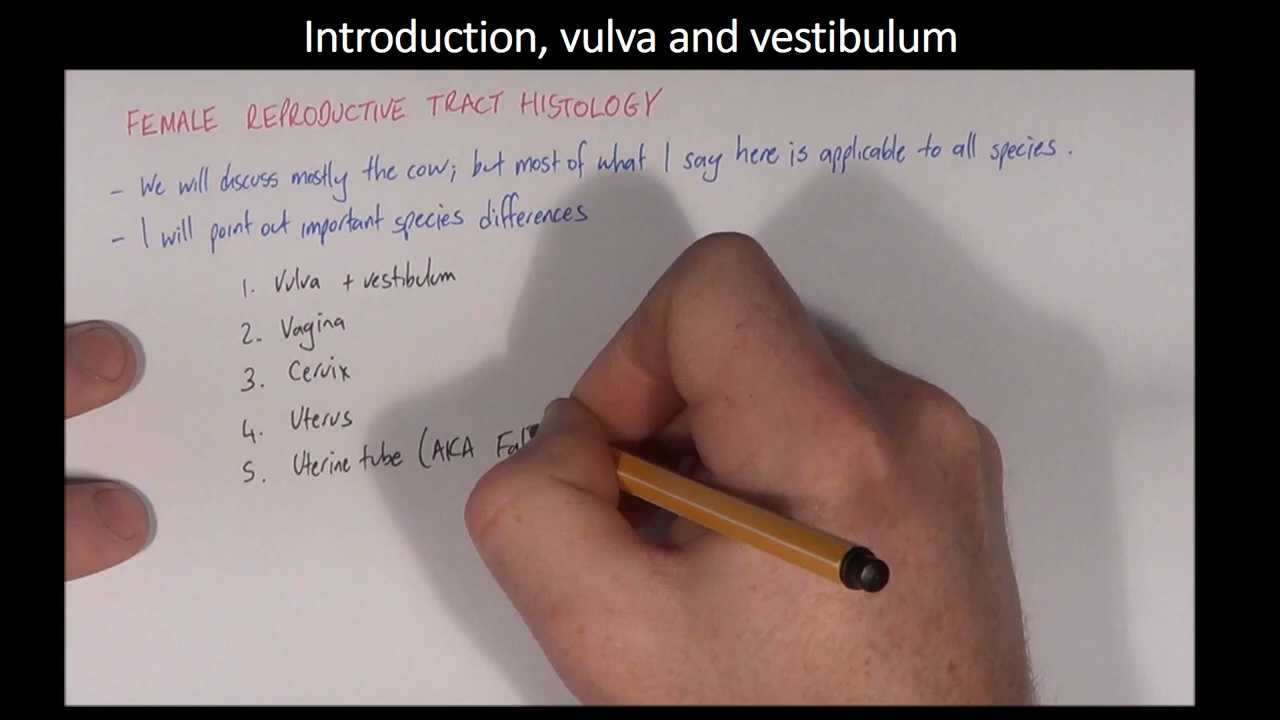 Introduction, vulva and vestibulum
FEMALE REPRODUCTIVE TRACT HISTOLOGY
- We will discuss mostly the cow; but most of what I say here is applicable to all species.
- I will point out important species differences
1. Vulva + vestibulum
2. Vagina
3. Cervix
4. Uterus
5. Uterine tube (AKA Fal